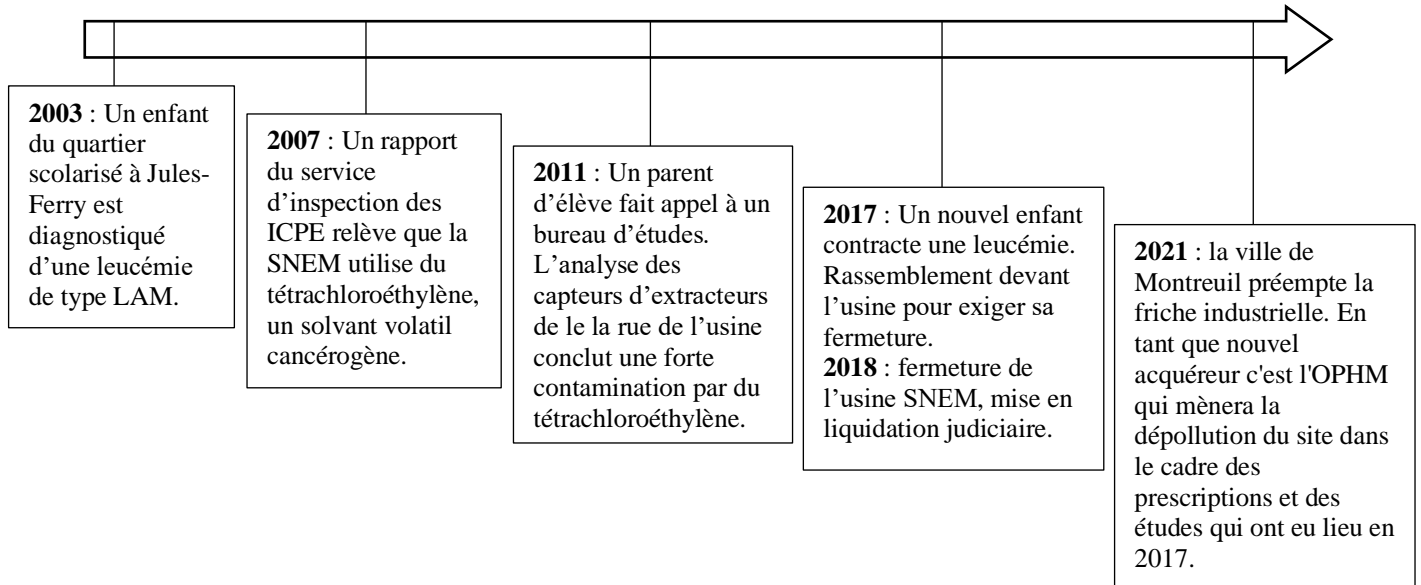 2003 : Un enfant
du quartier
scolarisé à Jules-
Ferry est
diagnostiqué
d’une leucémie
de type LAM.
2007 : Un rapport
du service
d’inspection des
ICPE relève que la
SNEM utilise du
tétrachloroéthylène,
un solvant volatil
cancérogène.
2011 : Un parent
d’élève fait appel à un
bureau d’études.
L’analyse des
capteurs d’extracteurs
de le la rue de l’usine
conclut une forte
contamination par du
tétrachloroéthylène.
2017 : Un nouvel enfant
contracte une leucémie.
Rassemblement devant
l’usine pour exiger sa
fermeture.
2018 : fermeture de
l’usine SNEM, mise en
liquidation judiciaire.
2021 : la ville de
Montreuil préempte la
friche industrielle. En
tant que nouvel
acquéreur c'est l'OPHM
qui mènera la
dépollution du site dans
le cadre des
prescriptions et des
études qui ont eu lieu en
2017.